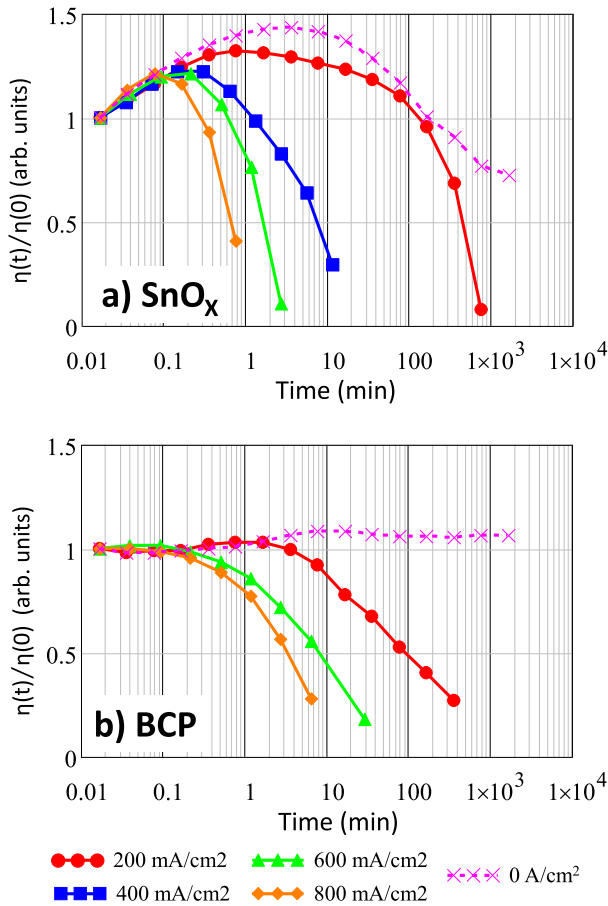 a)
1.5
1
0.5
0
η(t)/η(0) (arb. units)
a) SnOX
0.01 0.1 1 10 100 1×10³ 1×10⁴
Time (min)
b)
1.5
1
0.5
0
η(t)/η(0) (arb. units)
b) BCP
0.01 0.1 1 10 100 1×10³ 1×10⁴
Time (min)
200 mA/cm2 600 mA/cm2 0 A/cm²
400 mA/cm2 800 mA/cm2